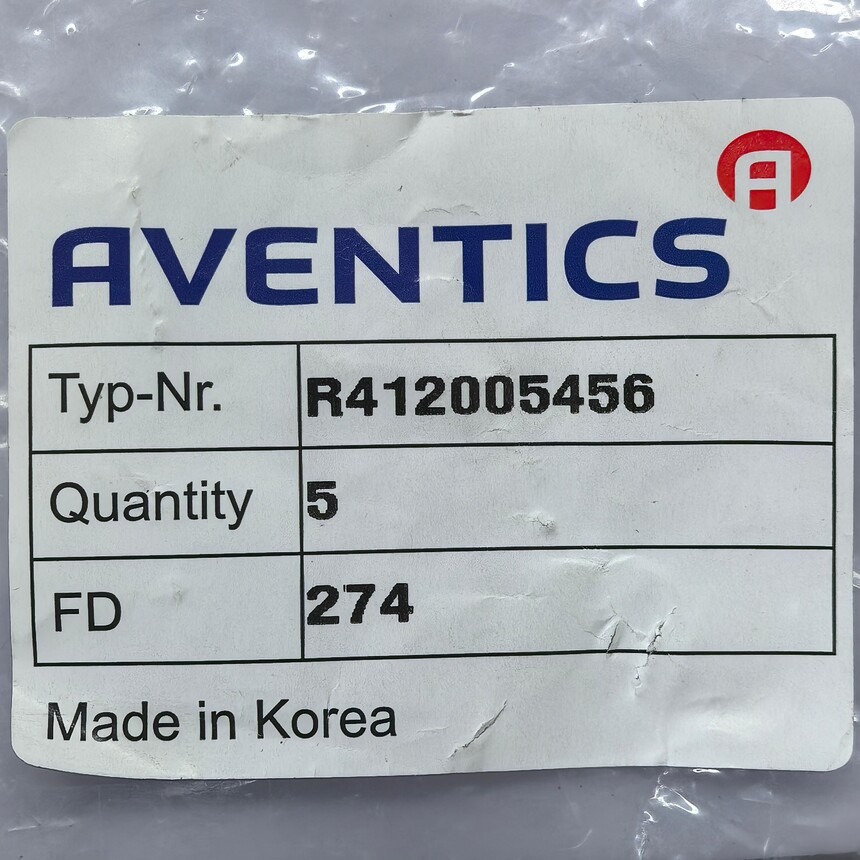 AVENTICS
Typ-Nr. R412005456
Quantity 5
FD 274
Made in Korea